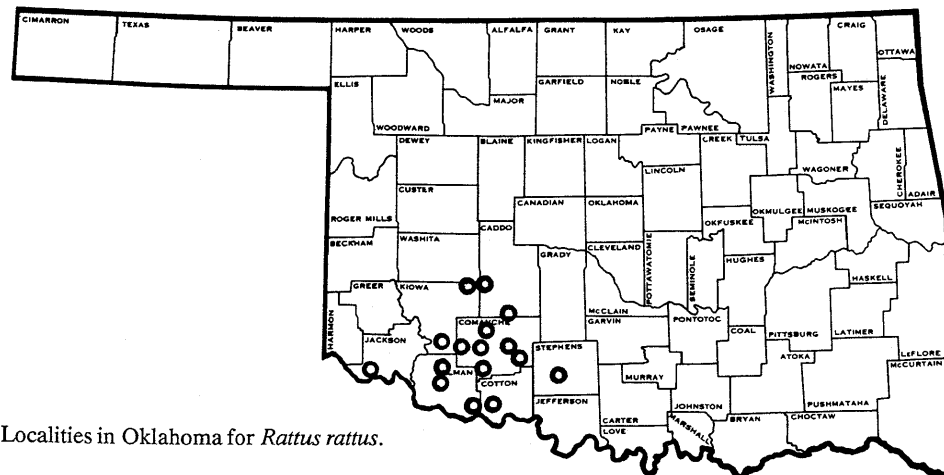 CIMARRON TEXAS BEAVER HARPER WOODS ALFALFA GRANT KAY OSAGE WASHINGTON NOWATA CRAIG OTTAWA
ELLIS WOODWARD MAJOR GARFIELD NOBLE PAWNEE ROGERS MAYES DELAWARE
DEWEY BLAINE KINGFISHER LOGAN PAYNE CREEK TULSA WAGONER CHEROKEE ADAIR
ROGER MILLS CUSTER CANADIAN OKLAHOMA LINCOLN OKFUSKEE OKMULGEE MUSKOGEE SEQUOYAH
MCINTOSH
BECKHAM WASHITA CADDO GRADY CLEVELAND POTTAWATOMIE SEMINOLE HUGHES HASKELL
HARMON GREER KIOWA COMANCHE MCCLAIN GARVIN PONTOTOC COAL PITTSBURG LATIMER LEFLORE
JACKSON STEPHENS MURRAY ATOKA PUSHMATAHA MCCURTAIN
LMAN COTTON JEFFERSON CARTER JOHNSTON
LOVE MARSHALL BRYAN CHOCTAW
Localities in Oklahoma for Rattus rattus.